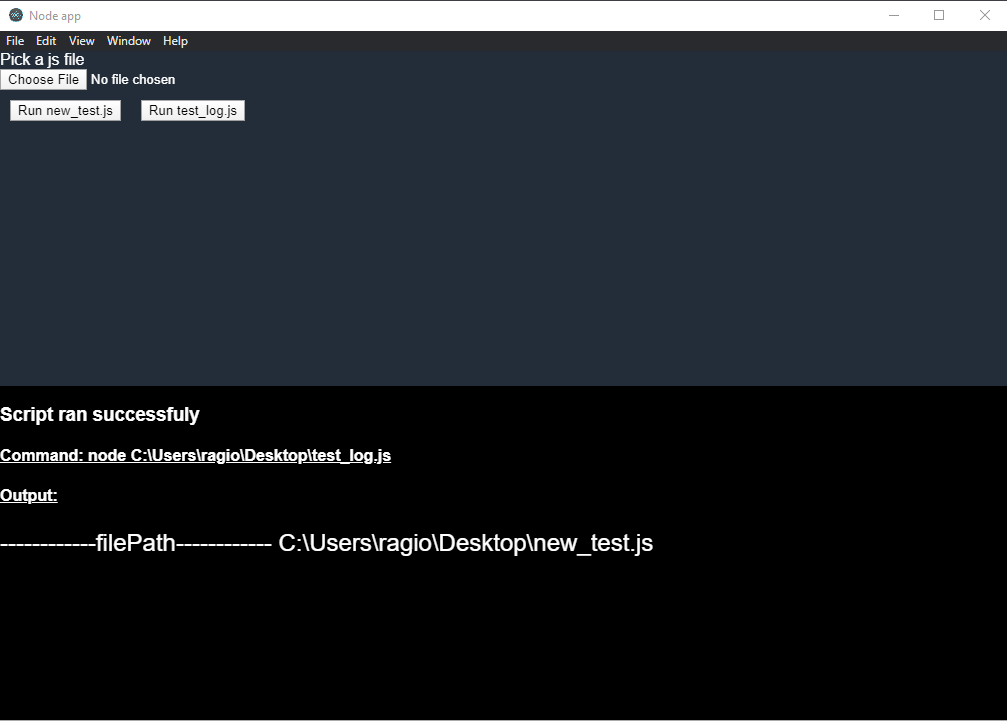 Node app
File Edit View Window Help
Pick a js file
Choose File No file chosen
Run new_test.js Run test_log.js
Script ran successfuly
Command: node C:\Users\ragio\Desktop\test_log.js
Output:
------------filePath------------ C:\Users\ragio\Desktop\new_test.js